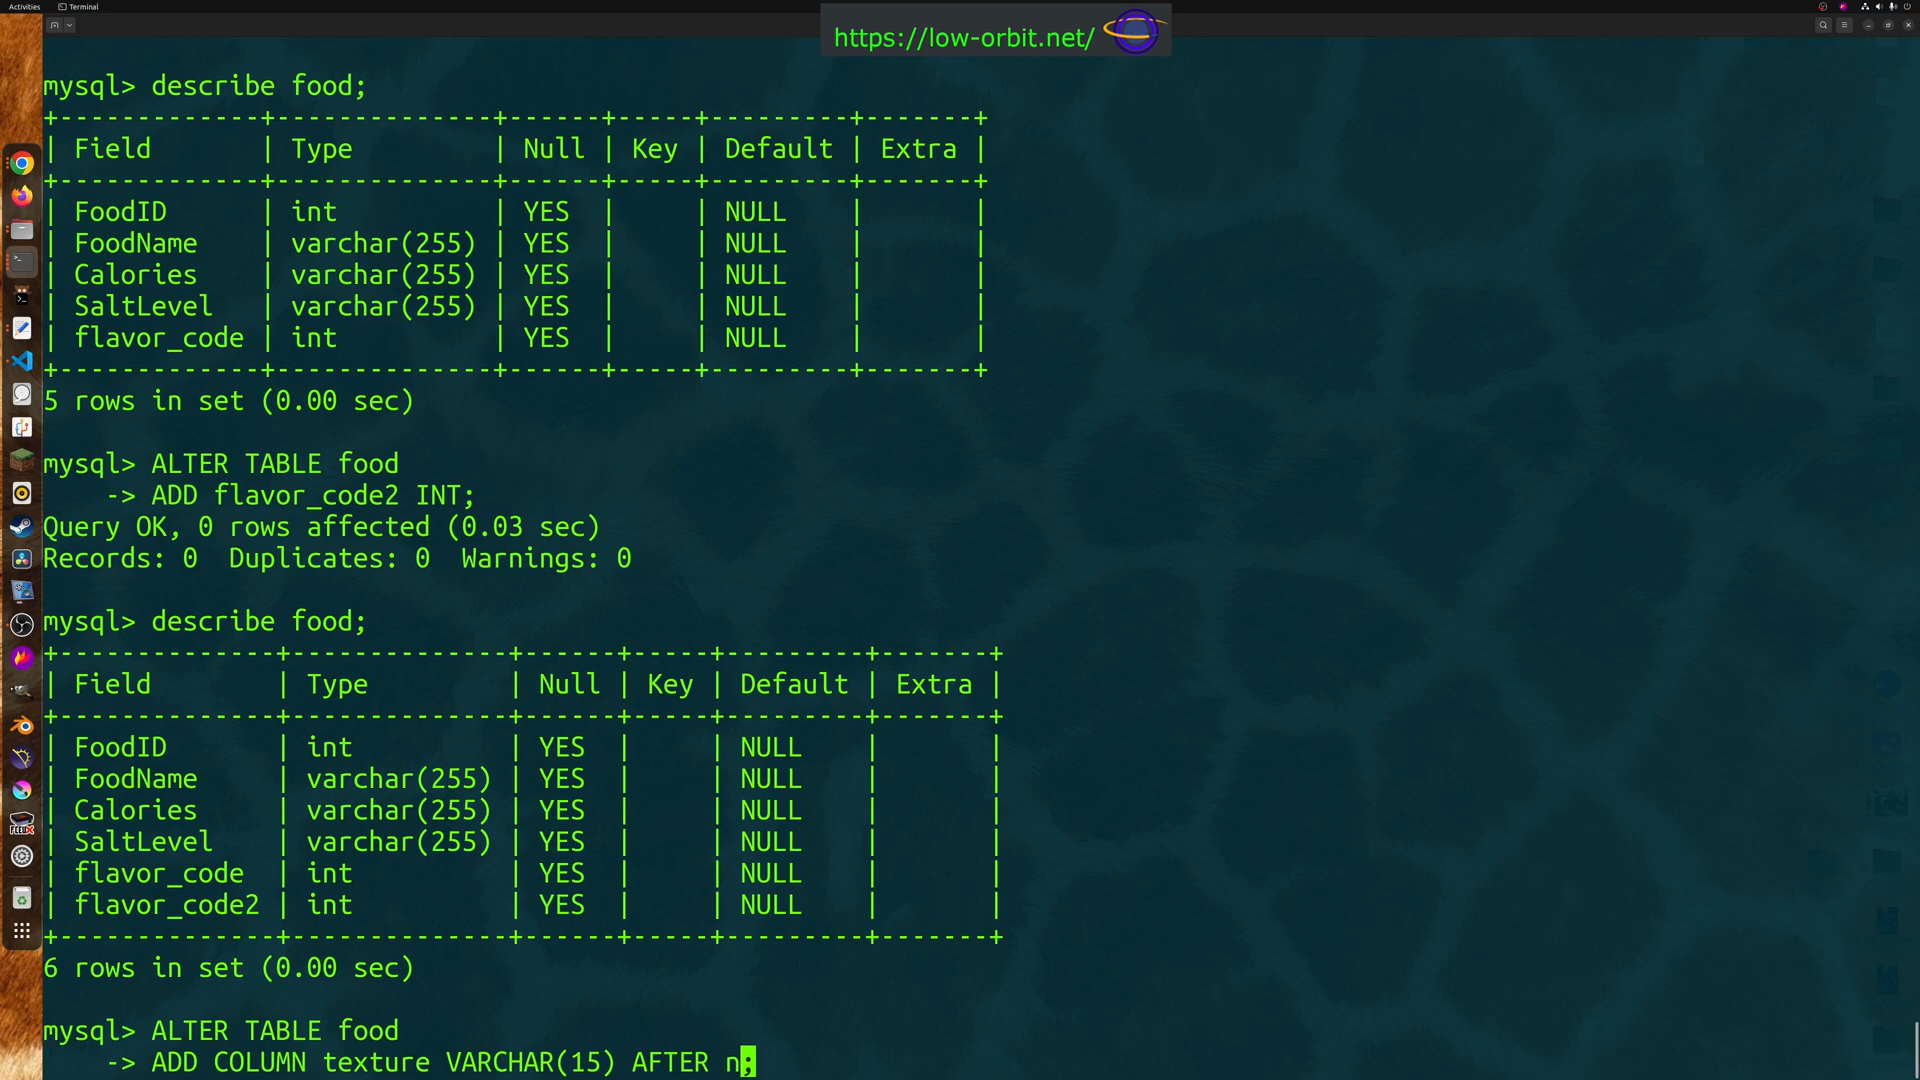 Activities Terminal
https://low-orbit.net/
mysql> describe food;
+-------------+--------------+------+-----+---------+-------+
| Field       | Type         | Null | Key | Default | Extra |
+-------------+--------------+------+-----+---------+-------+
| FoodID      | int          | YES  |     | NULL    |       |
| FoodName    | varchar(255) | YES  |     | NULL    |       |
| Calories    | varchar(255) | YES  |     | NULL    |       |
| SaltLevel   | varchar(255) | YES  |     | NULL    |       |
| flavor_code | int          | YES  |     | NULL    |       |
+-------------+--------------+------+-----+---------+-------+
5 rows in set (0.00 sec)
mysql> ALTER TABLE food
    -> ADD flavor_code2 INT;
Query OK, 0 rows affected (0.03 sec)
Records: 0  Duplicates: 0  Warnings: 0
mysql> describe food;
+--------------+--------------+------+-----+---------+-------+
| Field        | Type         | Null | Key | Default | Extra |
+--------------+--------------+------+-----+---------+-------+
| FoodID       | int          | YES  |     | NULL    |       |
| FoodName     | varchar(255) | YES  |     | NULL    |       |
| Calories     | varchar(255) | YES  |     | NULL    |       |
| SaltLevel    | varchar(255) | YES  |     | NULL    |       |
| flavor_code  | int          | YES  |     | NULL    |       |
| flavor_code2 | int          | YES  |     | NULL    |       |
+--------------+--------------+------+-----+---------+-------+
6 rows in set (0.00 sec)
mysql> ALTER TABLE food
    -> ADD COLUMN texture VARCHAR(15) AFTER n;